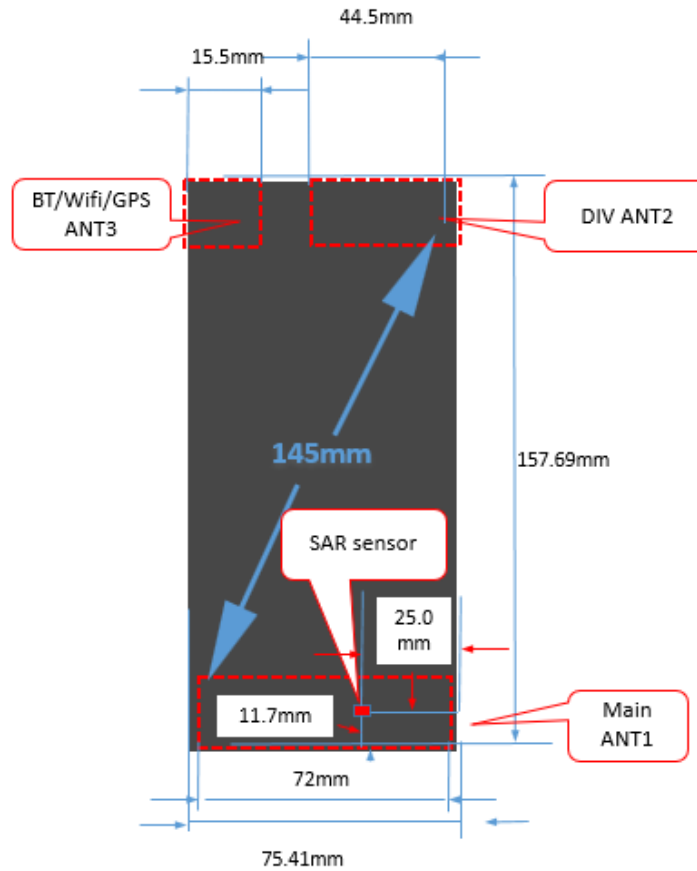 44.5mm
15.5mm
BT/Wifi/GPS
ANT3
DIV ANT2
145mm
157.69mm
SAR sensor
25.0
mm
11.7mm
Main
ANT1
72mm
75.41mm